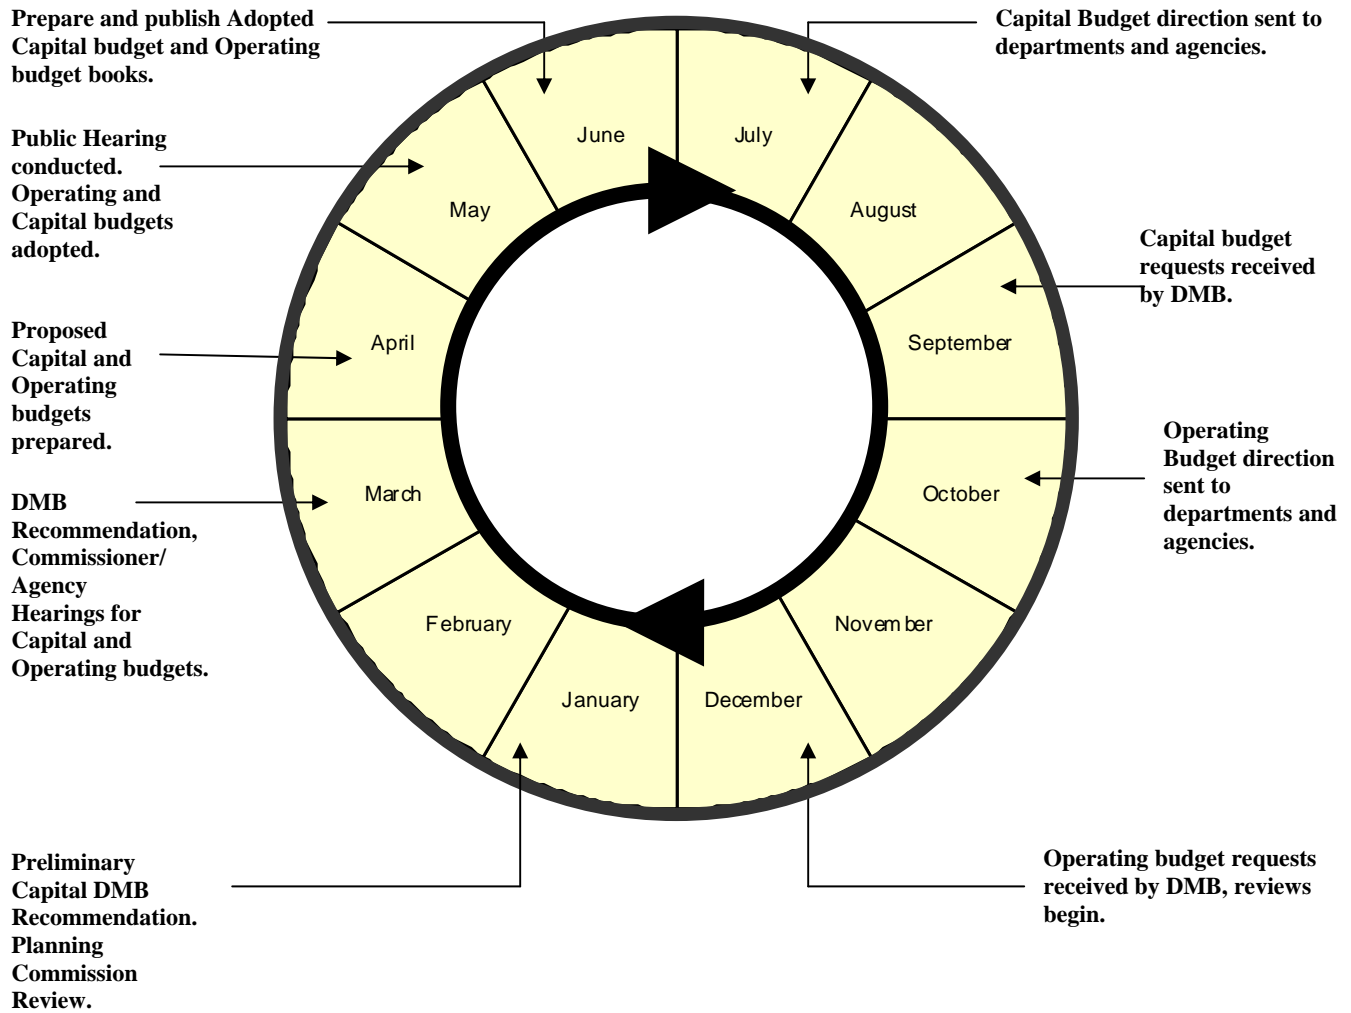 Prepare and publish Adopted
Capital budget and Operating
budget books.
Capital Budget direction sent to
departments and agencies.
Public Hearing
conducted.
Operating and
Capital budgets
adopted.
Capital budget
requests received
by DMB.
Proposed
Capital and
Operating
budgets
prepared.
Operating
Budget direction
sent to
departments and
agencies.
DMB
Recommendation,
Commissioner/
Agency
Hearings for
Capital and
Operating budgets.
Preliminary
Capital DMB
Recommendation.
Planning
Commission
Review.
Operating budget requests
received by DMB, reviews
begin.
June
July
May
August
April
September
March
October
February
November
January
December